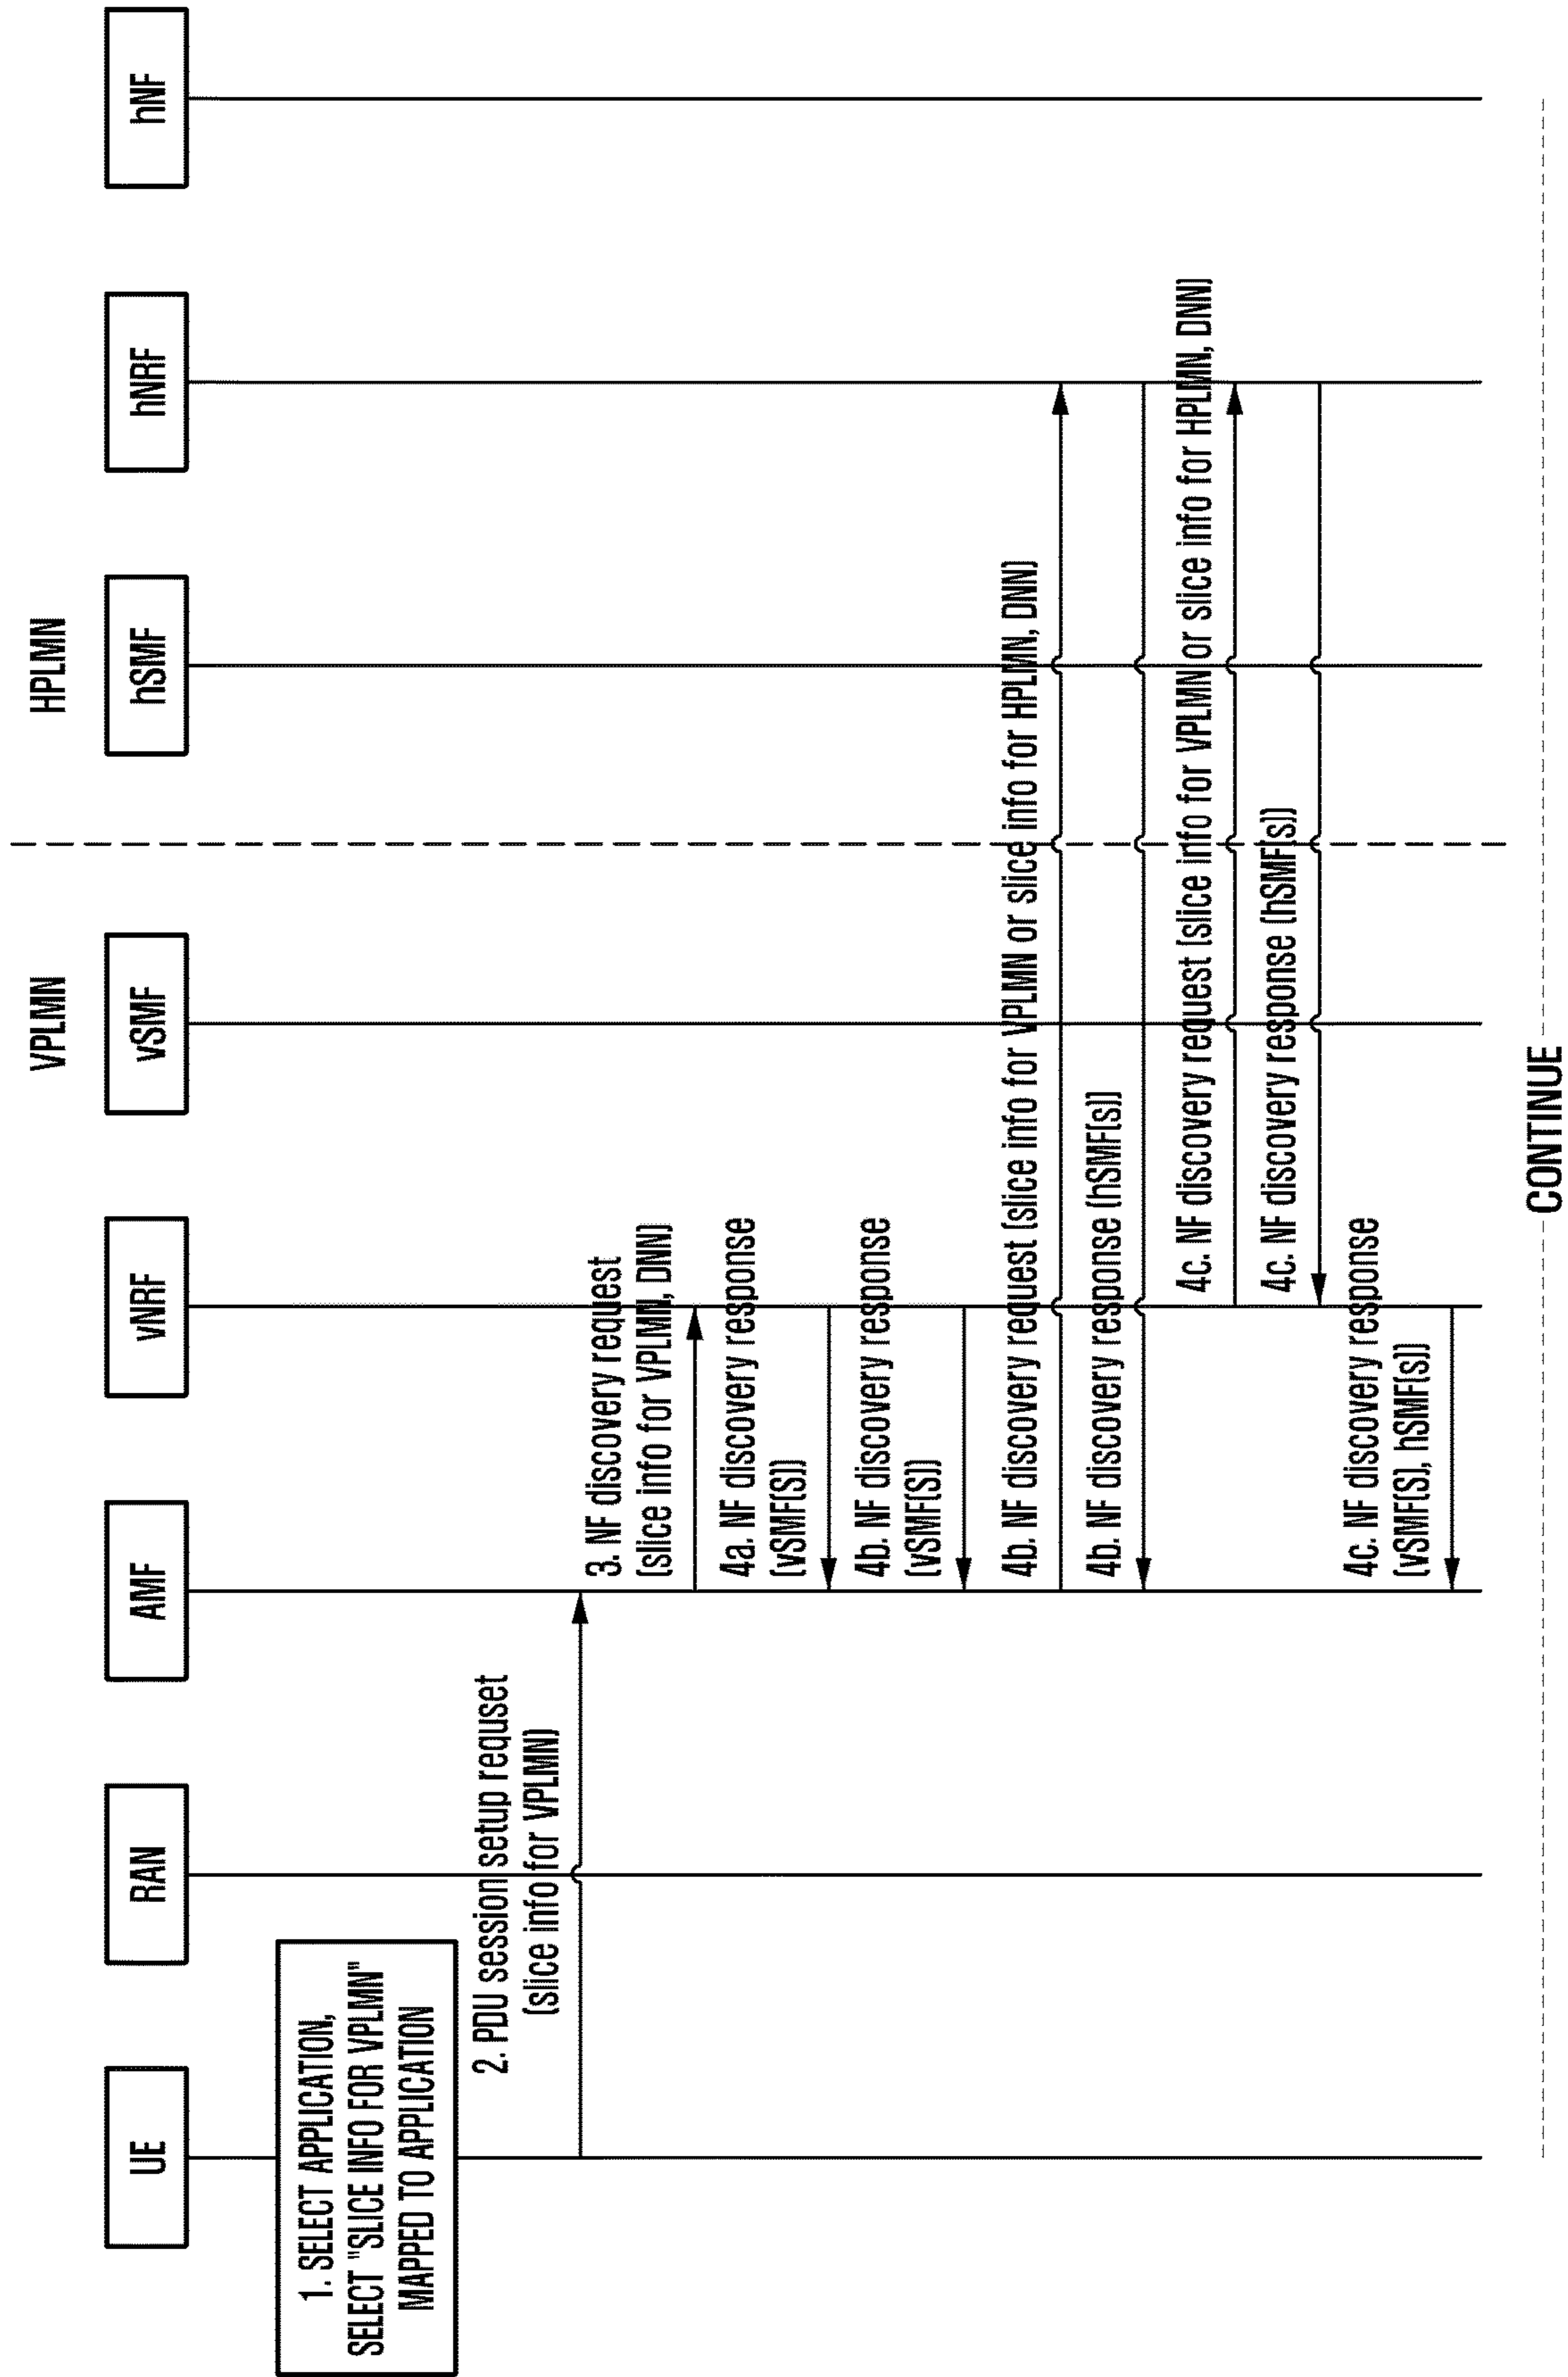 VPLMN
HPLMN
UE
RAN
AMF
vNRF
vSMF
hSMF
hNRF
hNF
1. SELECT APPLICATION,
SELECT "SLICE INFO FOR VPLMN"
MAPPED TO APPLICATION
2. PDU session setup requset
(slice info for VPLMN)
3. NF discovery request
(slice info for VPLMN, DNN)
4a. NF discovery response
(vSMF(S))
4b. NF discovery response
(vSMF(S))
4b. NF discovery request (slice info for VPLMN or slice info for HPLMN, DNN)
4b. NF discovery response (hSMF(s))
4c. NF discovery request (slice info for VPLMN or slice info for HPLMN, DNN)
4c. NF discovery response (hSMF(s))
4c. NF discovery response
(vSMF(S), hSMF(s))
CONTINUE